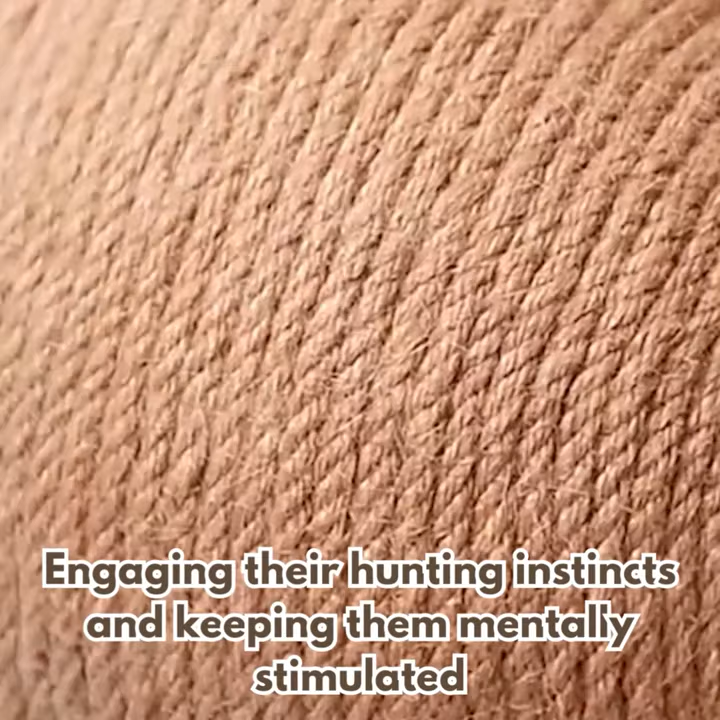 Engaging their hunting instincts
and keeping them mentally
stimulated